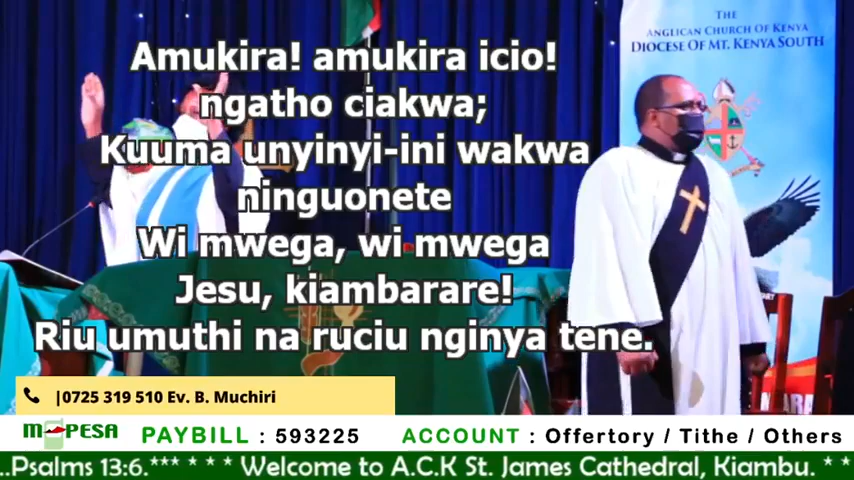 THE
ANGLICAN CHURCH OF KENYA
DIOCESE OF MT. KENYA SOUTH
Amukira! amukira icio!
ngatho ciakwa;
Kuuma unyinyi-ini wakwa
ninguonete
Wi mwega, wi mwega
Jesu, kiambarare!
Riu umuthi na ruciu nginya tene.
|0725 319 510 Ev. B. Muchiri
M-PESA PAYBILL : 593225 ACCOUNT : Offertory / Tithe / Others
..Psalms 13:6.*** * * * Welcome to A.C.K St. James Cathedral, Kiambu. * *